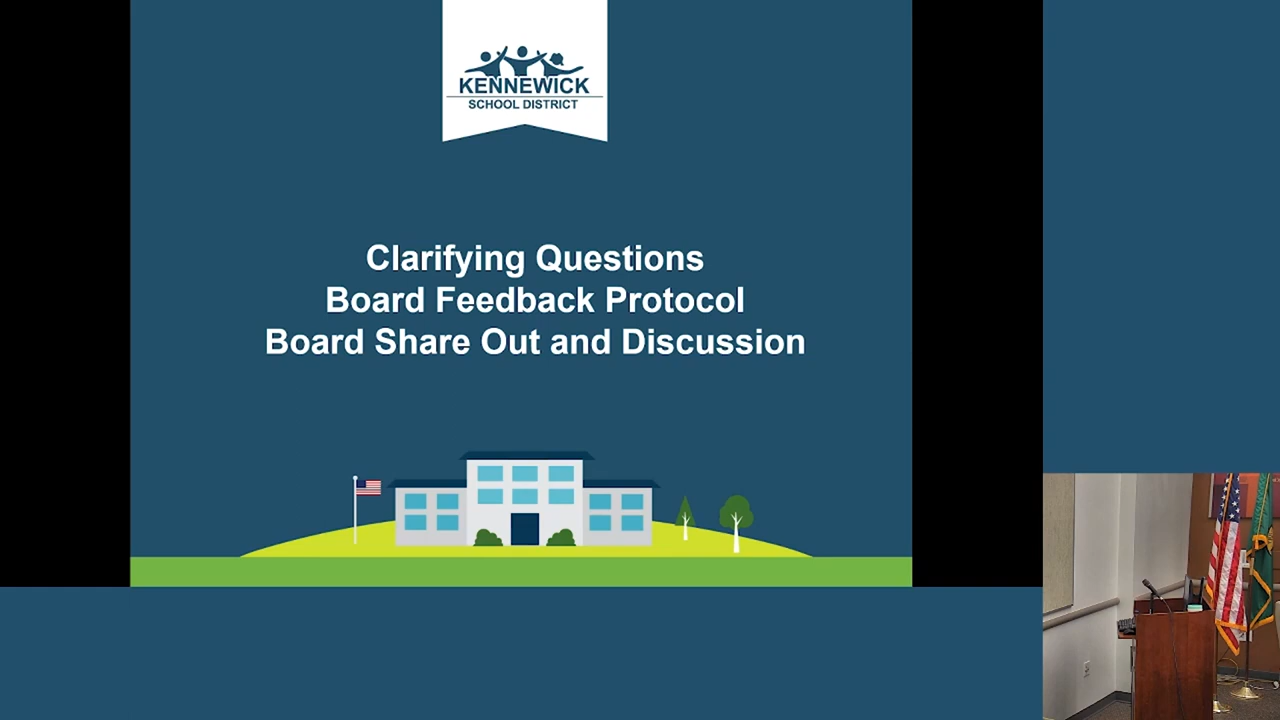 KENNEWICK
SCHOOL DISTRICT
Clarifying Questions
Board Feedback Protocol
Board Share Out and Discussion